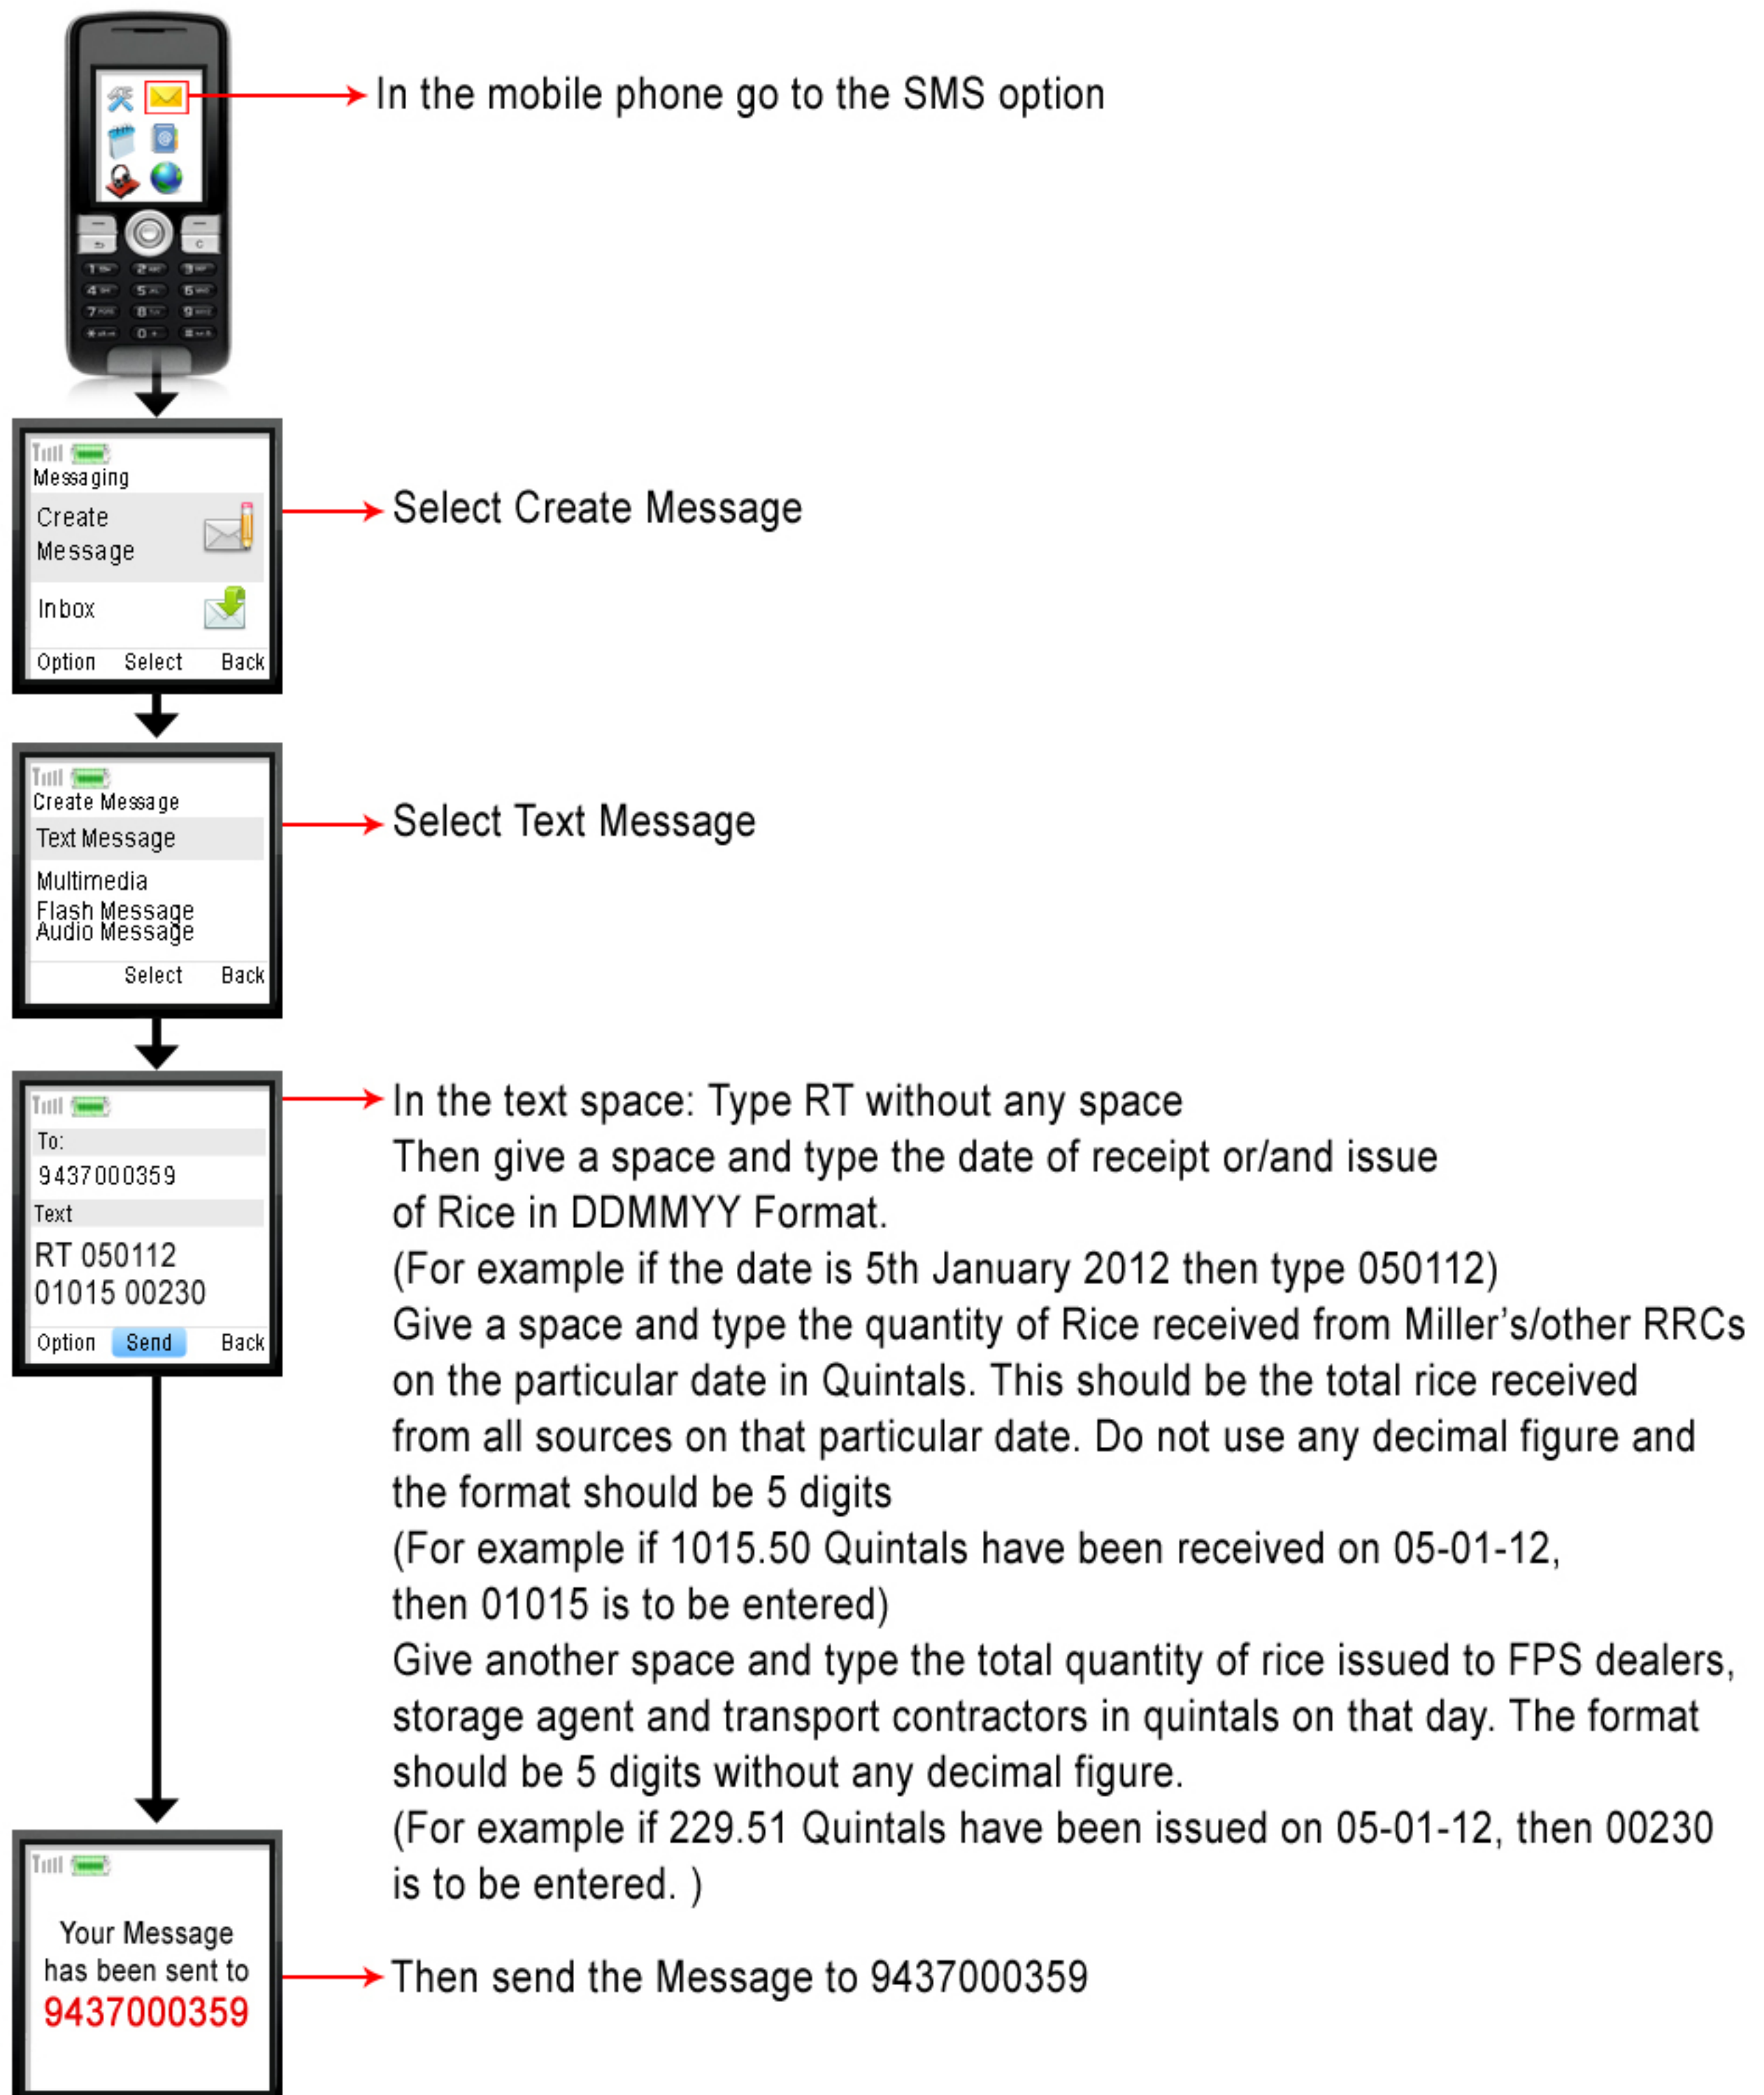 In the mobile phone go to the SMS option
1
2 ABC
3
4
5
6
7
8
9
0
Messaging
Create
Message
Inbox
Option Select Back
Select Create Message
Create Message
Text Message
Multimedia
Flash Message
Audio Message
Select Back
Select Text Message
To:
9437000359
Text
RT 050112
01015 00230
Option Send Back
In the text space: Type RT without any space
Then give a space and type the date of receipt or/and issue
of Rice in DDMMYY Format.
(For example if the date is 5th January 2012 then type 050112)
Give a space and type the quantity of Rice received from Miller's/other RRCs
on the particular date in Quintals. This should be the total rice received
from all sources on that particular date. Do not use any decimal figure and
the format should be 5 digits
(For example if 1015.50 Quintals have been received on 05-01-12,
then 01015 is to be entered)
Give another space and type the total quantity of rice issued to FPS dealers,
storage agent and transport contractors in quintals on that day. The format
should be 5 digits without any decimal figure.
(For example if 229.51 Quintals have been issued on 05-01-12, then 00230
is to be entered. )
Your Message
has been sent to
9437000359
Then send the Message to 9437000359